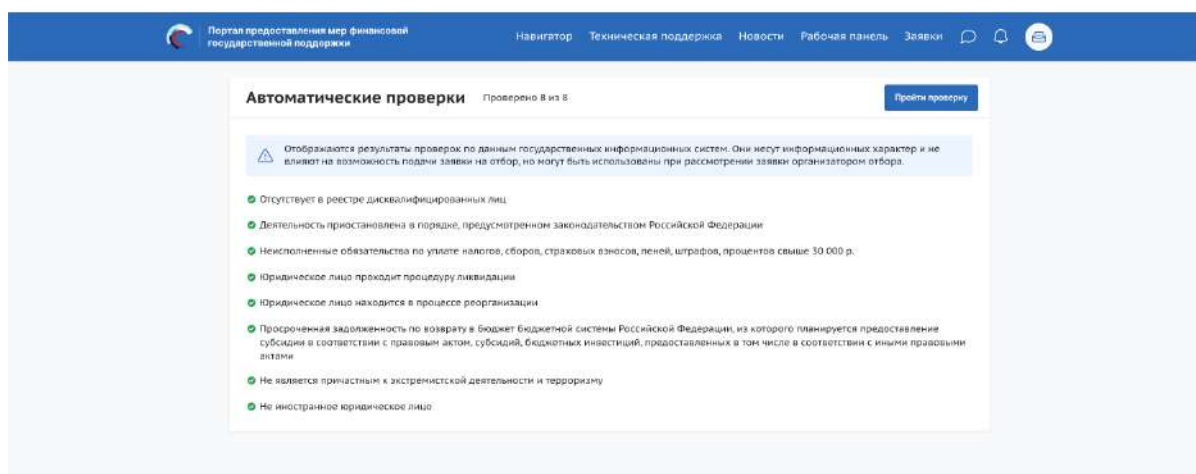 Портал предоставления мер финансовой
государственной поддержки
Навигатор Техническая поддержка Новости Рабочая панель Заявки
Автоматические проверки Проверено 8 из 8 Пройти проверку
Отображаются результаты проверок по данным государственных информационных систем. Они несут информационных характер и не
влияют на возможность подачи заявки на отбор, но могут быть использованы при рассмотрении заявки организатором отбора.
Отсутствует в реестре дисквалифицированных лиц
Деятельность приостановлена в порядке, предусмотренном законодательством Российской Федерации
Неисполненные обязательства по уплате налогов, сборов, страховых взносов, пеней, штрафов, процентов свыше 30 000 р.
Юридическое лицо проходит процедуру ликвидации
Юридическое лицо находится в процессе реорганизации
Просроченная задолженность по возврату в бюджет бюджетной системы Российской Федерации, из которого планируется предоставление
субсидии в соответствии с правовым актом, субсидий, бюджетных инвестиций, предоставленных в том числе в соответствии с иными правовыми
актами
Не является причастным к экстремистской деятельности и терроризму
Не иностранное юридическое лицо